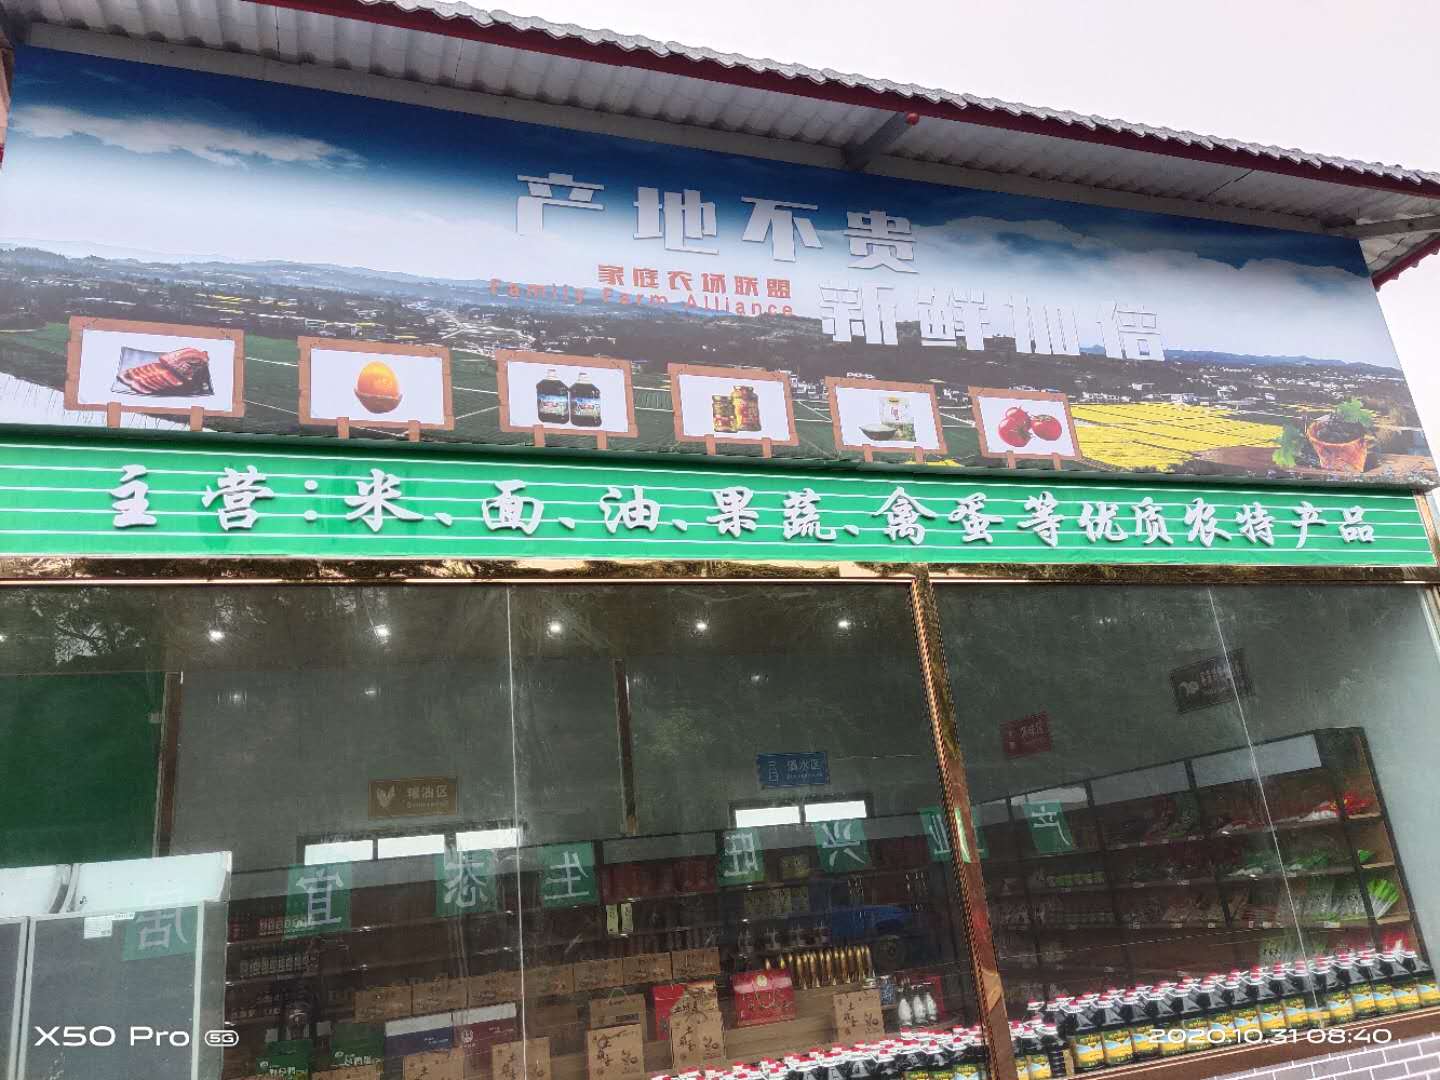 产地不贵
家庭农场联盟
Family Farm Alliance
新鲜加倍
主营:米、面、油、果蔬、禽蛋等优质农特产品
粮油区
酒水区
居宜态生旺兴业产
X50 Pro 5G
2020.10.31 08:40